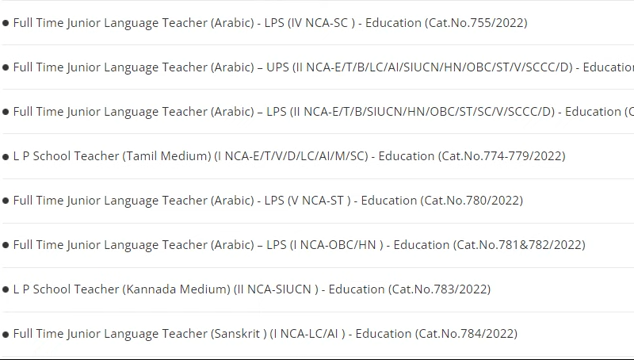 Full Time Junior Language Teacher (Arabic) - LPS (IV NCA-SC ) - Education (Cat.No.755/2022)
Full Time Junior Language Teacher (Arabic) – UPS (II NCA-E/T/B/LC/AI/SIUCN/HN/OBC/ST/V/SCCC/D) - Education
Full Time Junior Language Teacher (Arabic) – LPS (II NCA-E/T/B/SIUCN/HN/OBC/ST/SC/V/SCCC/D) - Education (C
L P School Teacher (Tamil Medium) (I NCA-E/T/V/D/LC/AI/M/SC) - Education (Cat.No.774-779/2022)
Full Time Junior Language Teacher (Arabic) - LPS (V NCA-ST ) - Education (Cat.No.780/2022)
Full Time Junior Language Teacher (Arabic) – LPS (I NCA-OBC/HN ) - Education (Cat.No.781&782/2022)
L P School Teacher (Kannada Medium) (II NCA-SIUCN ) - Education (Cat.No.783/2022)
Full Time Junior Language Teacher (Sanskrit ) (I NCA-LC/AI ) - Education (Cat.No.784/2022)